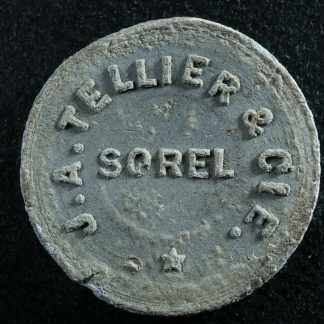 J.A. TELLIER & CIE.
SOREL